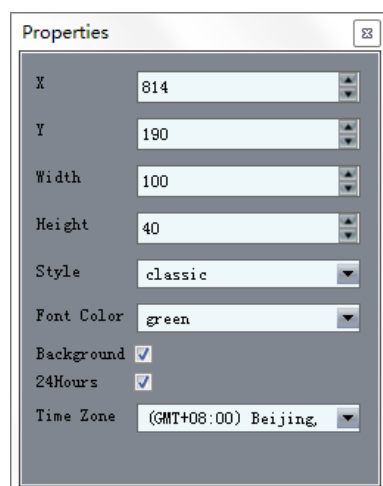 Properties
X 814
Y 190
Width 100
Height 40
Style classic
Font Color green
Background
24Hours
Time Zone (GMT+08:00) Beijing,